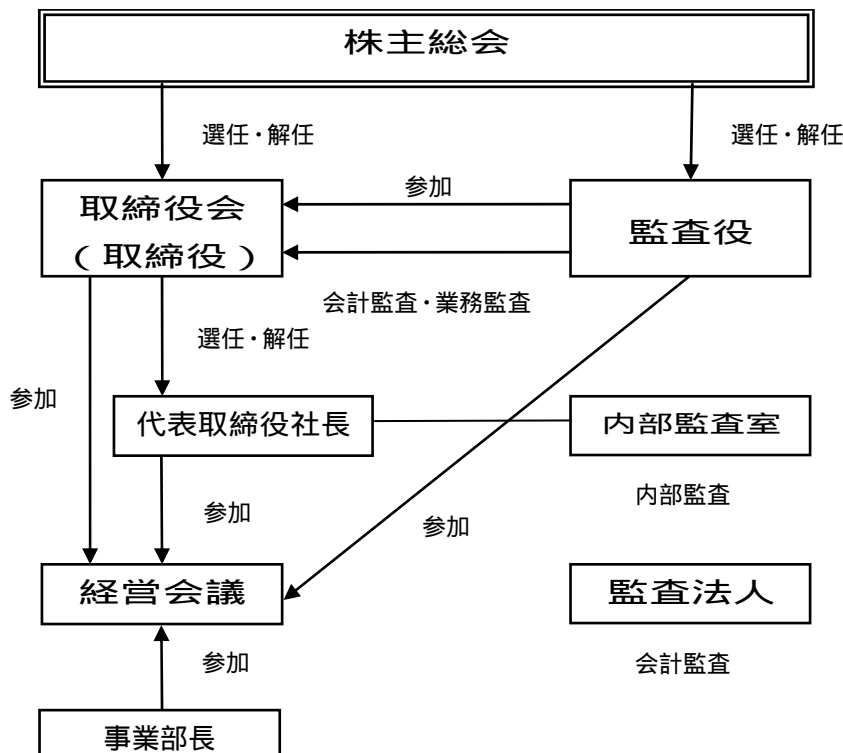 株主総会
選任・解任
選任・解任
参加
取締役会
(取締役)
監査役
会計監査・業務監査
選任・解任
参加
代表取締役社長
内部監査室
内部監査
参加
参加
経営会議
監査法人
参加
会計監査
事業部長